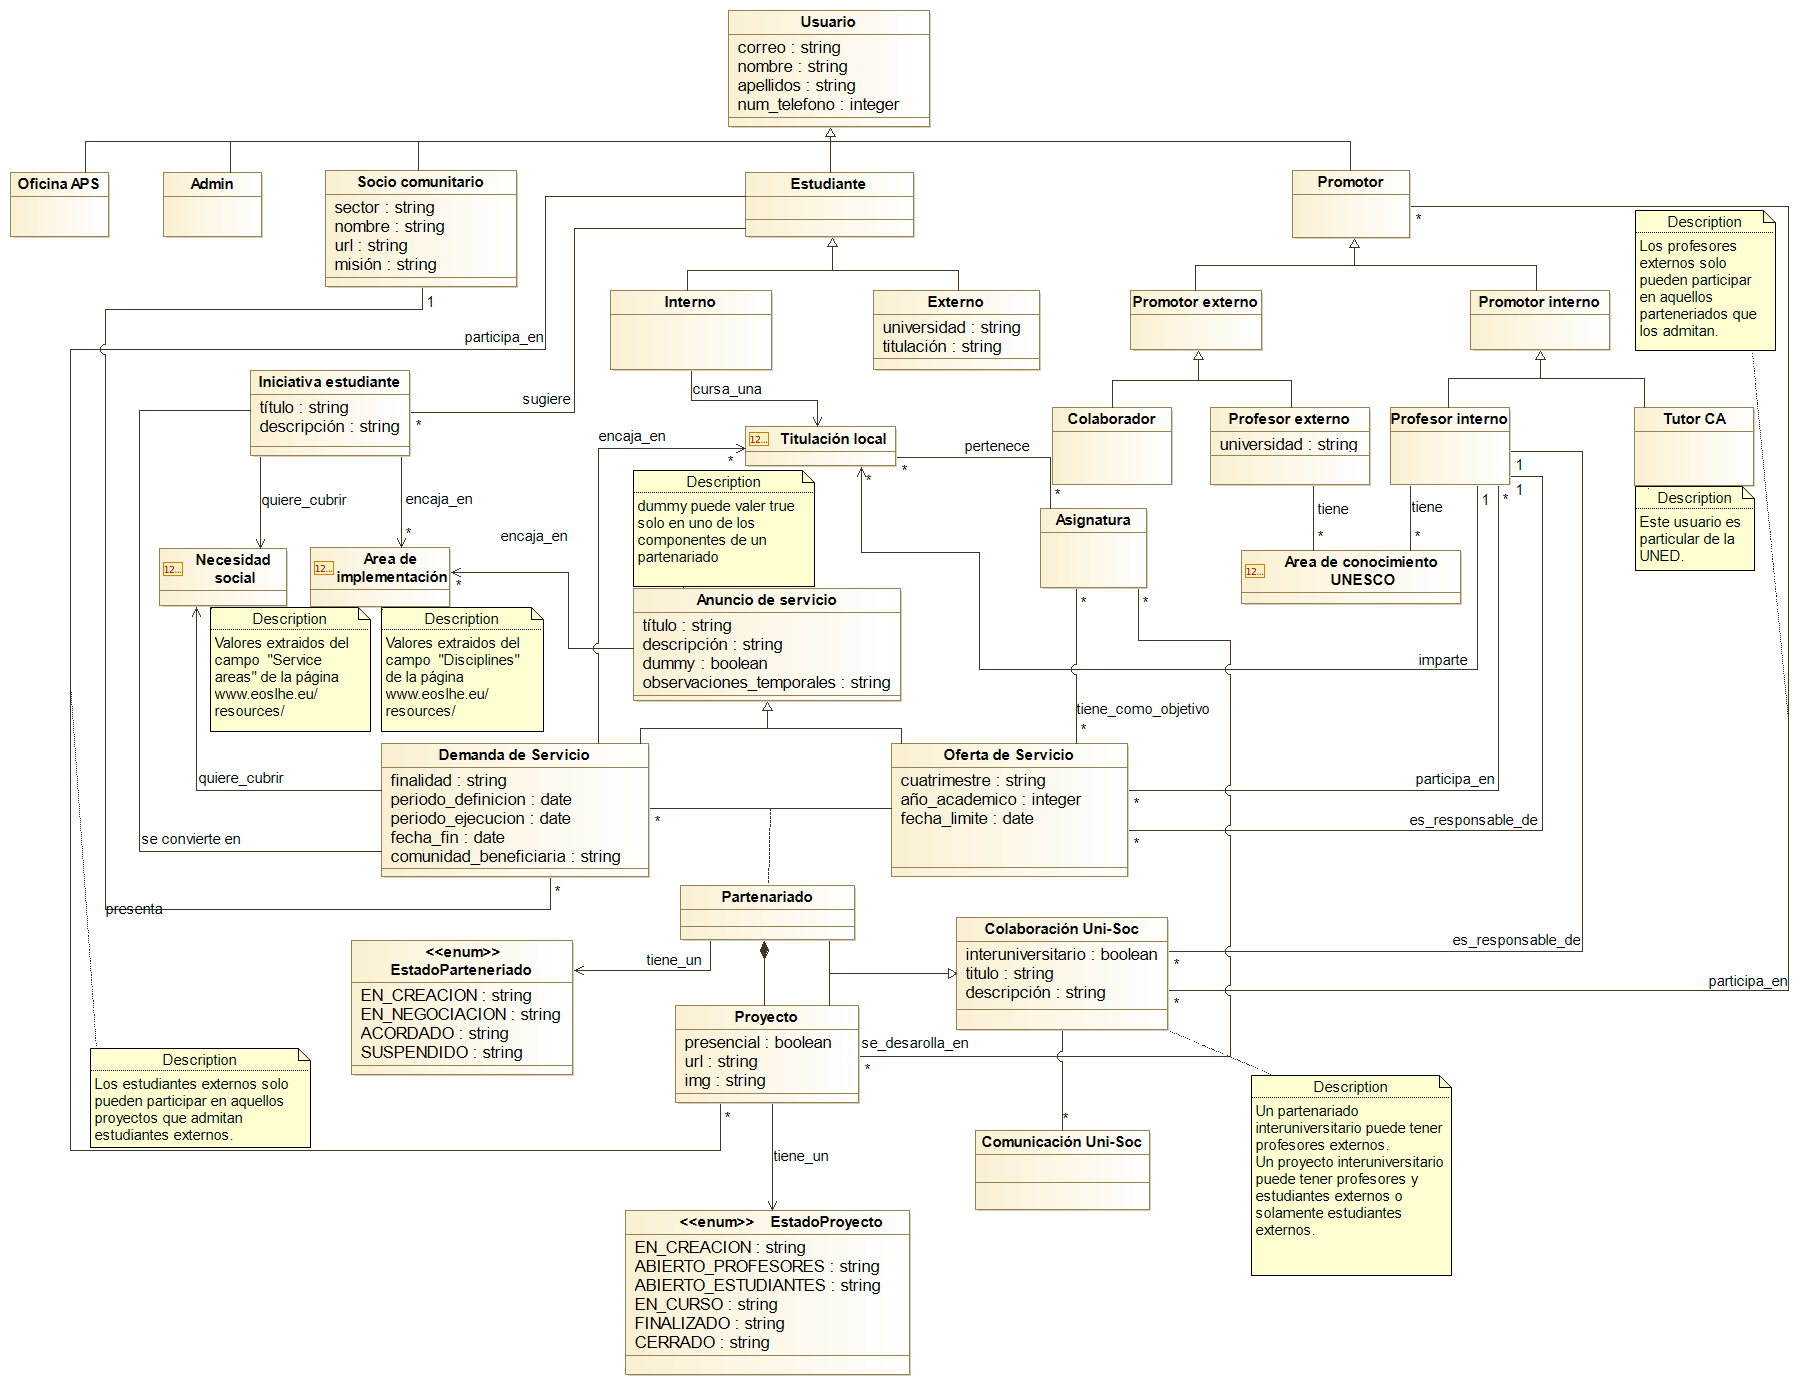 Usuario
correo : string
nombre : string
apellidos : string
num_telefono : integer
Oficina APS
Admin
Socio comunitario
sector : string
nombre : string
url : string
misión : string
1
Estudiante
Promotor
*
Description
Los profesores
externos solo
pueden participar
en aquellos
parteneriados que
los admitan.
Interno
Externo
universidad : string
titulación : string
Promotor externo
Promotor interno
participa_en
sugiere
cursa_una
Iniciativa estudiante
título : string
descripción : string
*
encaja_en
*
12...
Titulación local
*
*
pertenece
*
Colaborador
Profesor externo
universidad : string
Profesor interno
1
1
*
1
Tutor CA
Description
Este usuario es
particular de la
UNED.
quiere_cubrir
encaja_en
*
encaja_en
*
Description
dummy puede valer true
solo en uno de los
componentes de un
partenariado
Asignatura
*
*
tiene
*
tiene
*
12...
Area de conocimiento
UNESCO
12...
Necesidad
social
12...
Area de
implementación
Description
Valores extraidos del
campo "Service
areas" de la página
www.eoslhe.eu/
resources/
Description
Valores extraidos del
campo "Disciplines"
de la página
www.eoslhe.eu/
resources/
Anuncio de servicio
título : string
descripción : string
dummy : boolean
observaciones_temporales : string
imparte
tiene_como_objetivo
*
quiere_cubrir
Demanda de Servicio
finalidad : string
periodo_definicion : date
periodo_ejecucion : date
fecha_fin : date
comunidad_beneficiaria : string
*
*
Oferta de Servicio
cuatrimestre : string
año_academico : integer
fecha_limite : date
participa_en
*
es_responsable_de
*
se convierte en
presenta
Partenariado
tiene_un
<<enum>>
EstadoParteneriado
EN_CREACION : string
EN_NEGOCIACION : string
ACORDADO : string
SUSPENDIDO : string
Colaboración Uni-Soc
interuniversitario : boolean
titulo : string
descripción : string
es_responsable_de
*
participa_en
*
Proyecto
presencial : boolean
url : string
img : string
se_desarolla_en
*
*
Description
Los estudiantes externos solo
pueden participar en aquellos
proyectos que admitan
estudiantes externos.
tiene_un
*
Comunicación Uni-Soc
Description
Un partenariado
interuniversitario puede tener
profesores externos.
Un proyecto interuniversitario
puede tener profesores y
estudiantes externos o
solamente estudiantes
externos.
<<enum>> EstadoProyecto
EN_CREACION : string
ABIERTO_PROFESORES : string
ABIERTO_ESTUDIANTES : string
EN_CURSO : string
FINALIZADO : string
CERRADO : string